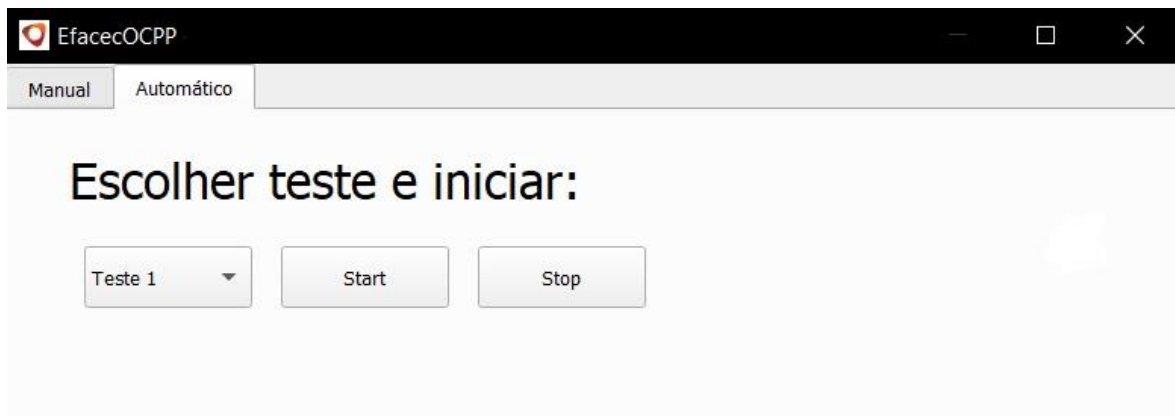 EfacecOCPP
Manual Automático
Escolher teste e iniciar:
Teste 1 Start Stop